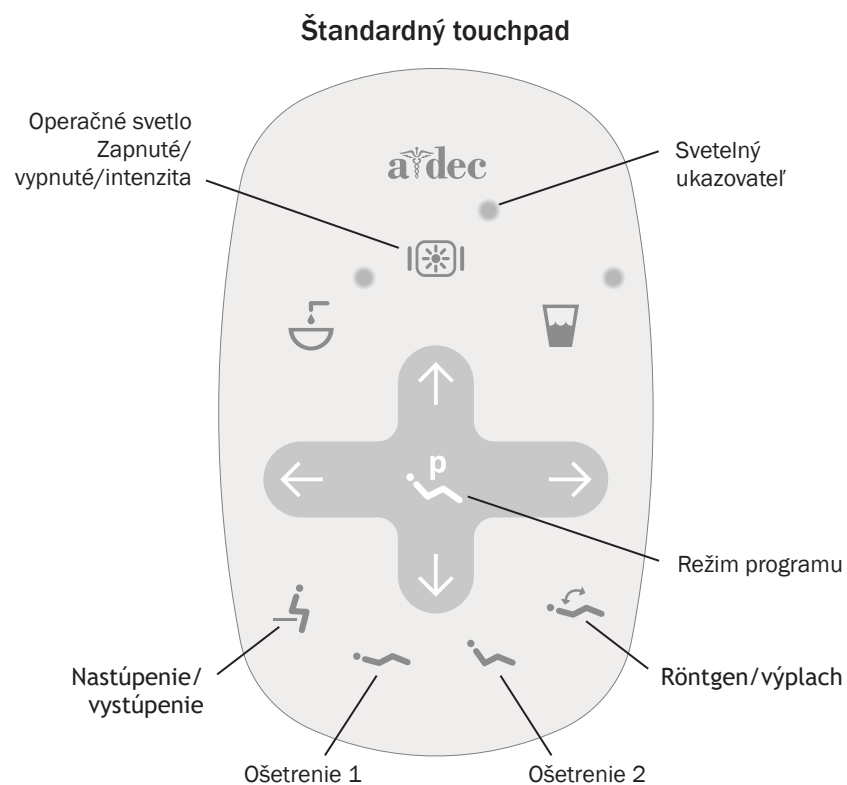 Štandardný touchpad
Operačné svetlo
Zapnuté/
vypnuté/intenzita
Svetelný
ukazovateľ
a dec
p
Režim programu
Nastúpenie/
vystúpenie
Röntgen/výplach
Ošetrenie 1
Ošetrenie 2